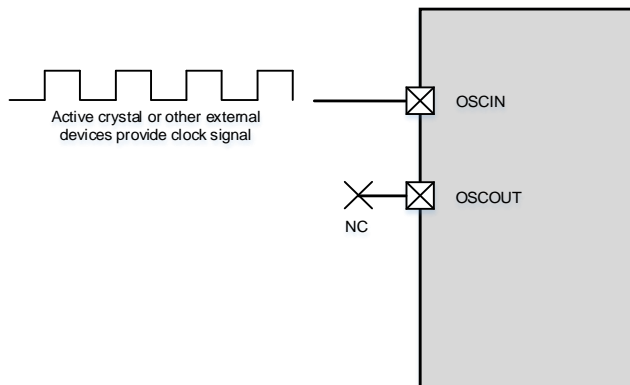 OSCIN
Active crystal or other external
devices provide clock signal
OSCOUT
NC